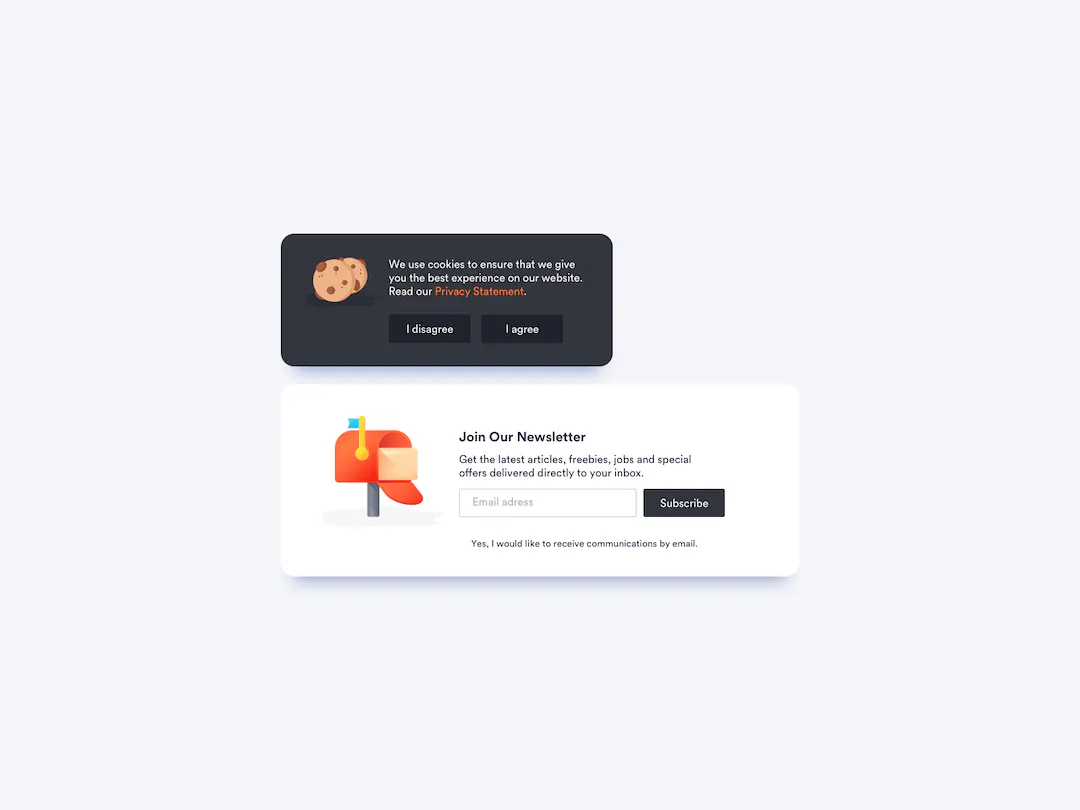 We use cookies to ensure that we give
you the best experience on our website.
Read our Privacy Statement.
I disagree
I agree
Join Our Newsletter
Get the latest articles, freebies, jobs and special
offers delivered directly to your inbox.
Email adress
Subscribe
Yes, I would like to receive communications by email.